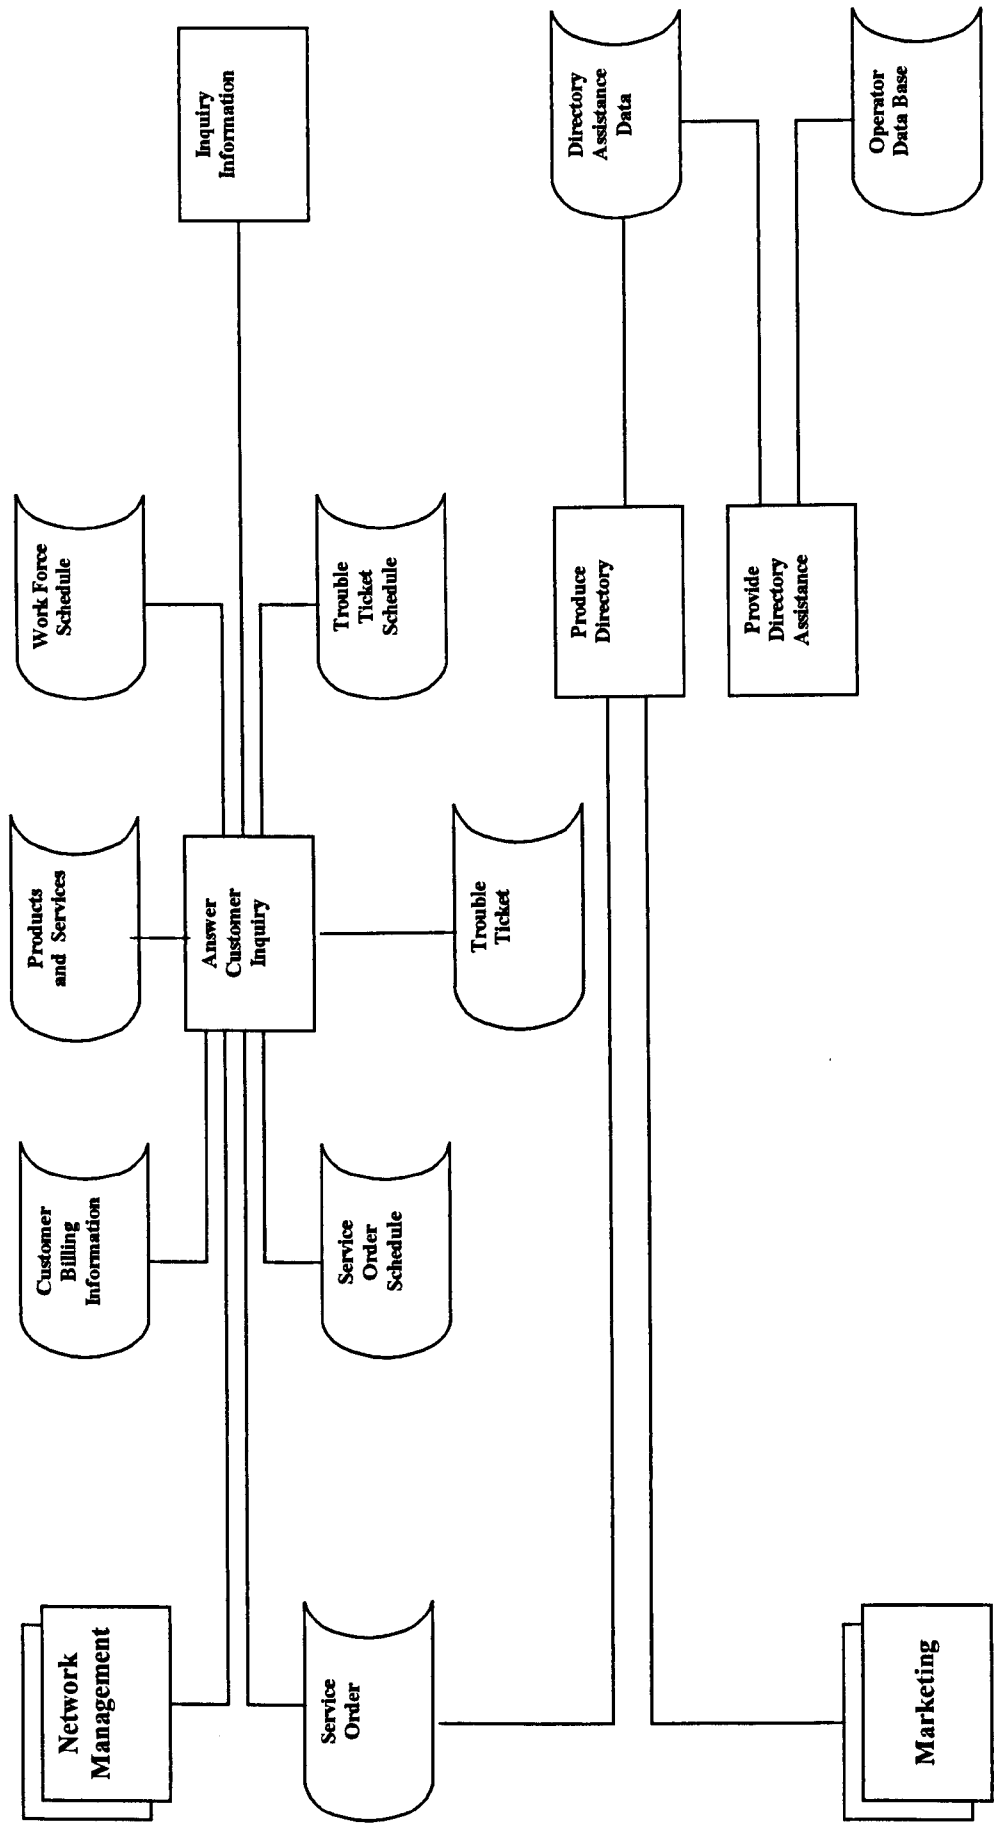 Network
Management
Customer
Billing
Information
Products
and Services
Work Force
Schedule
Inquiry
Information
Answer
Customer
Inquiry
Service
Order
Service
Order
Schedule
Trouble
Ticket
Trouble
Ticket
Schedule
Produce
Directory
Directory
Assistance
Data
Provide
Directory
Assistance
Marketing
Operator
Data Base